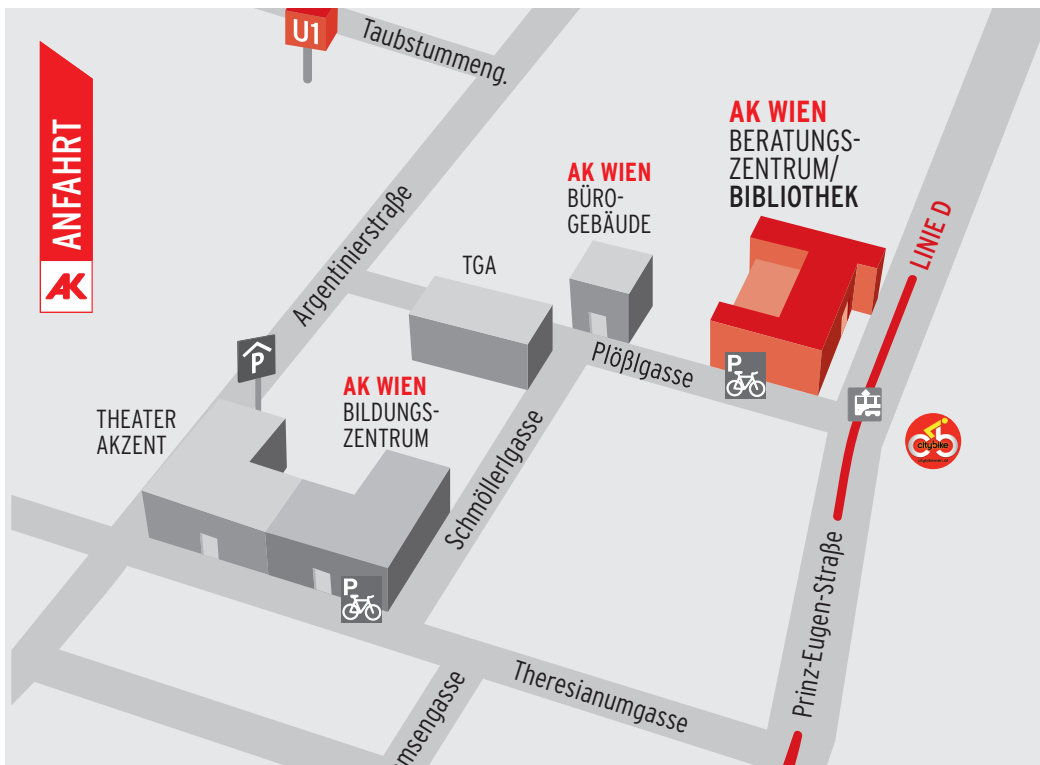 U1
Taubstummeng.
ANFAHRT
AK
AK WIEN
BERATUNGS-
ZENTRUM/
BIBLIOTHEK
AK WIEN
BÜRO-
GEBÄUDE
LINIE D
Argentinierstraße
TGA
P
Plößlgasse
P
AK WIEN
BILDUNGS-
ZENTRUM
THEATER
AKZENT
citybike
Schmöllerlgasse
P
Prinz-Eugen-Straße
Theresianumgasse
msengasse